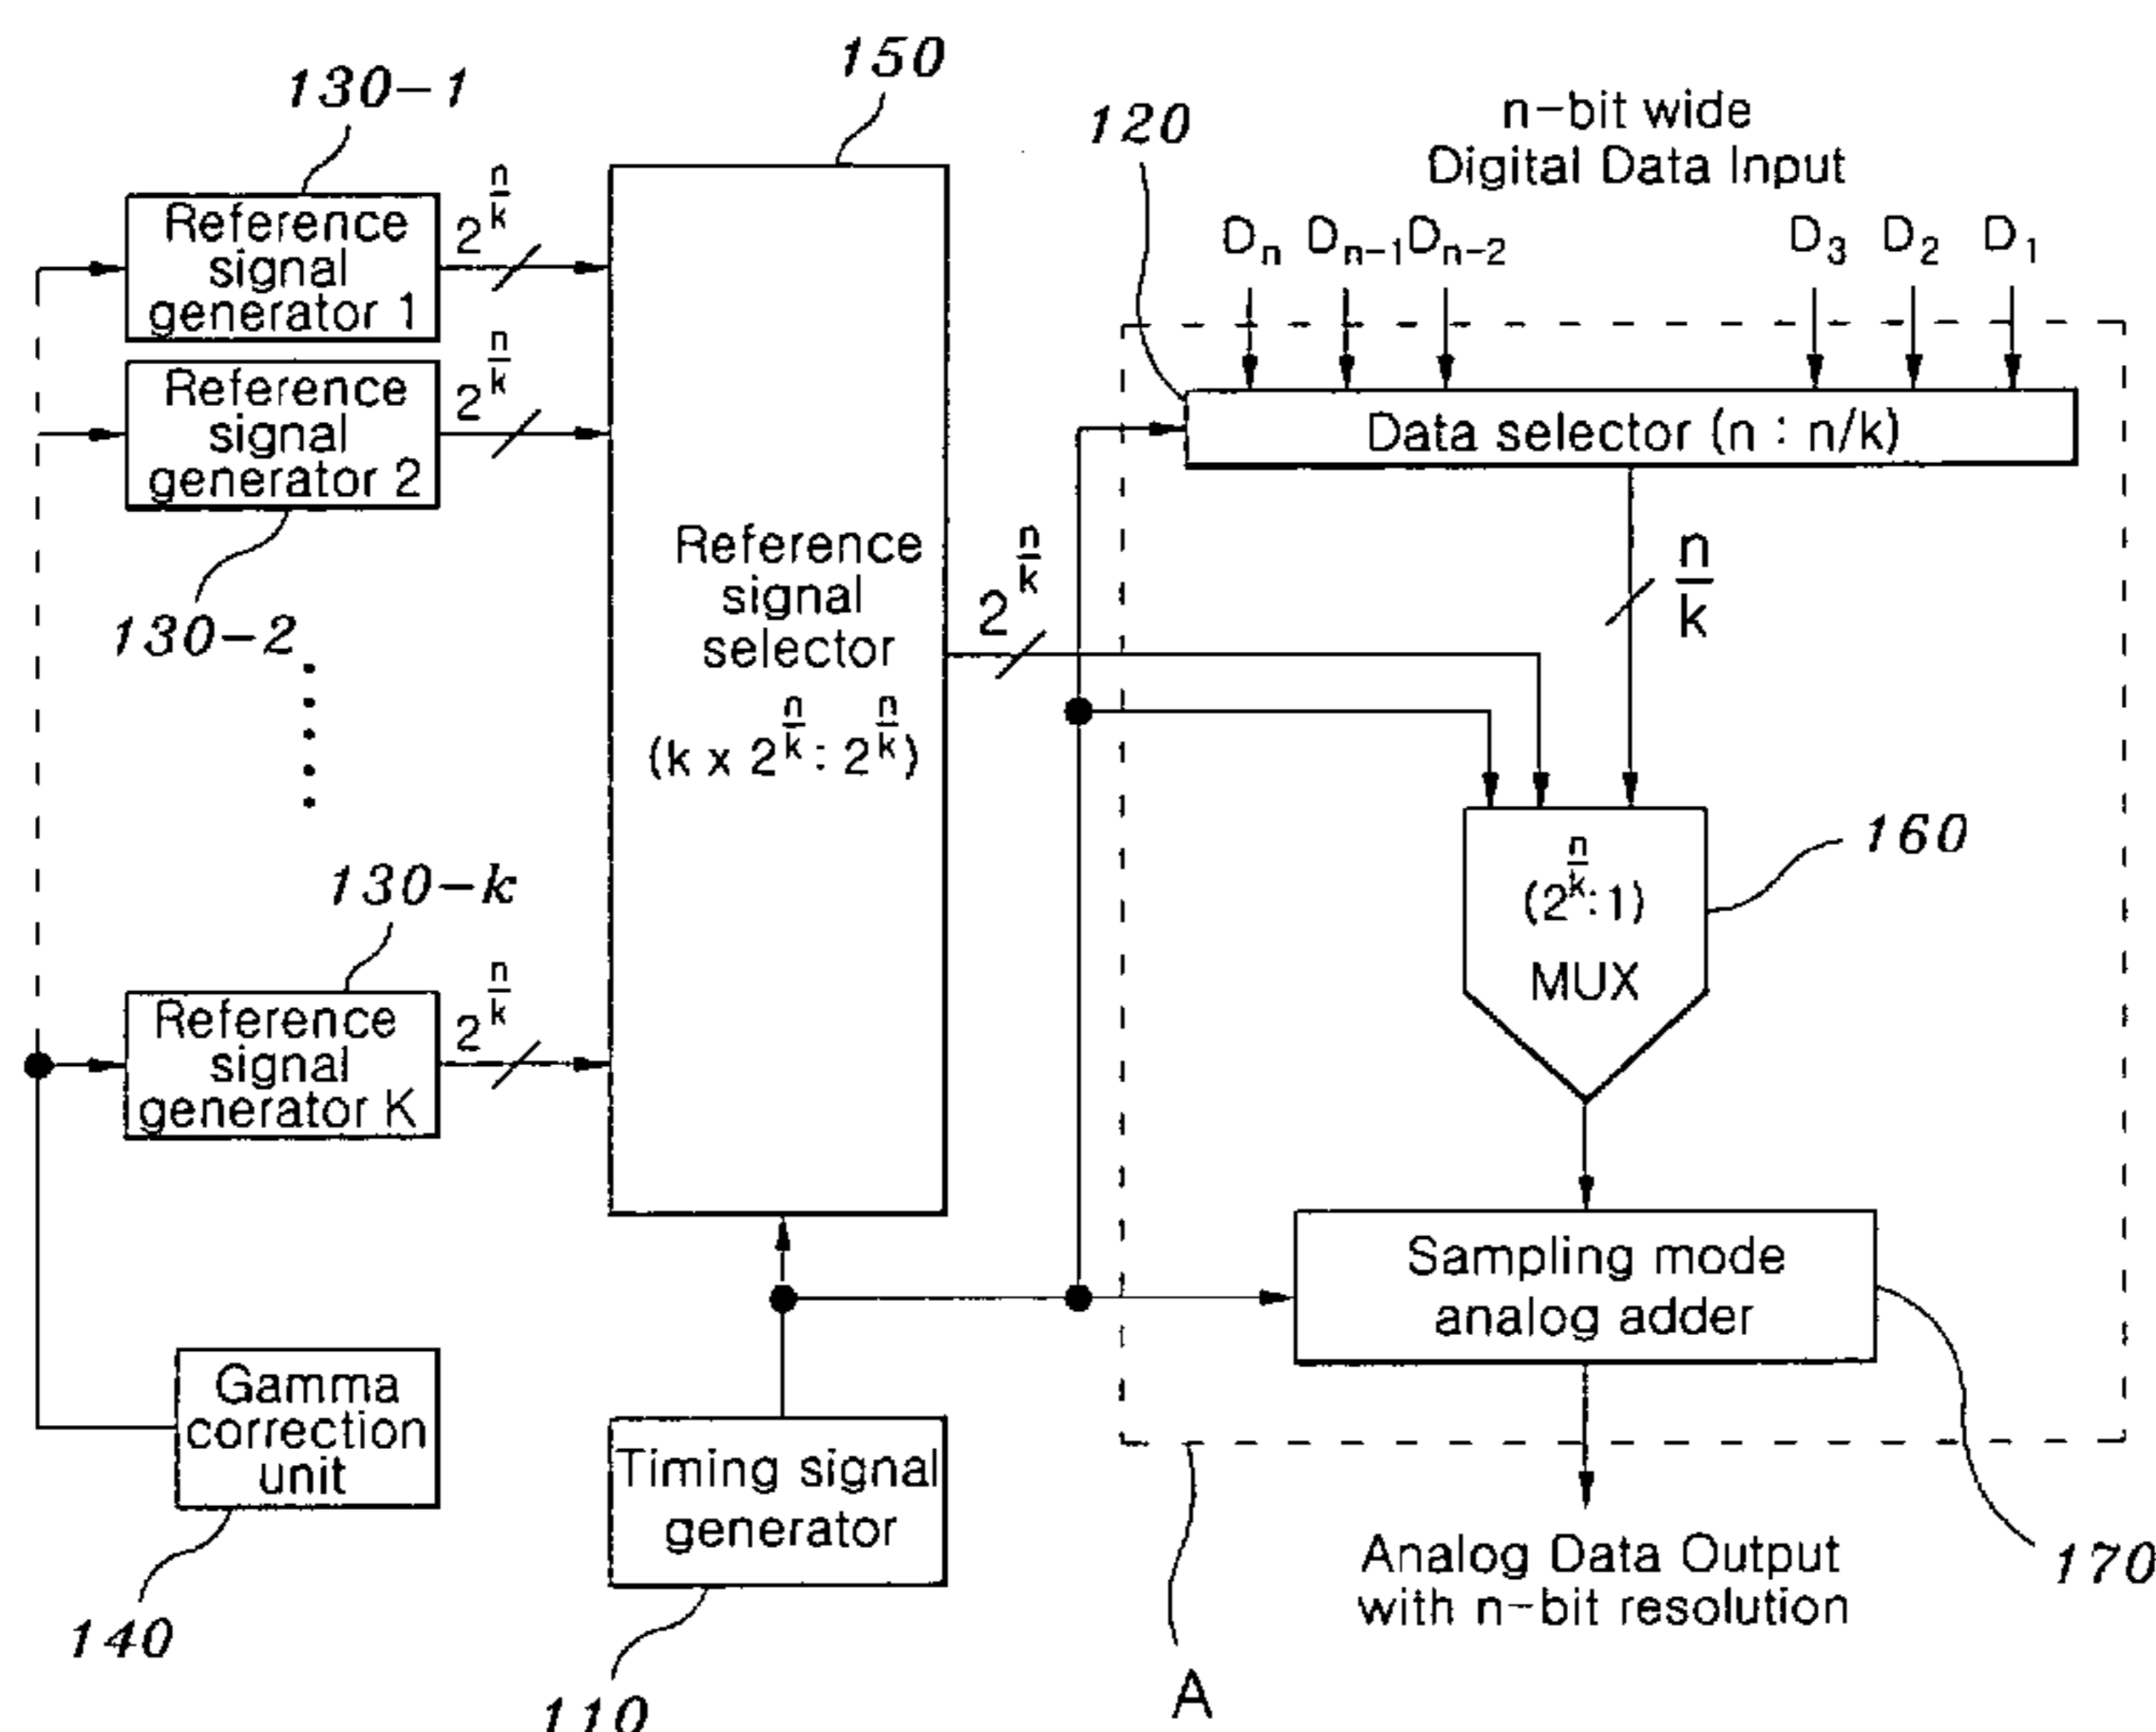 130-1
Reference
signal
generator 1
2^(n/k)
130-2
Reference
signal
generator 2
2^(n/k)
130-k
Reference
signal
generator K
2^(n/k)
Gamma
correction
unit
140
150
Reference
signal
selector
(k x 2^(n/k) : 2^(n/k))
2^(n/k)
Timing signal
generator
110
120
n-bit wide
Digital Data Input
Dn Dn-1 Dn-2 D3 D2 D1
Data selector (n : n/k)
n/k
(2^(n/k):1)
MUX
160
Sampling mode
analog adder
170
Analog Data Output
with n-bit resolution
A